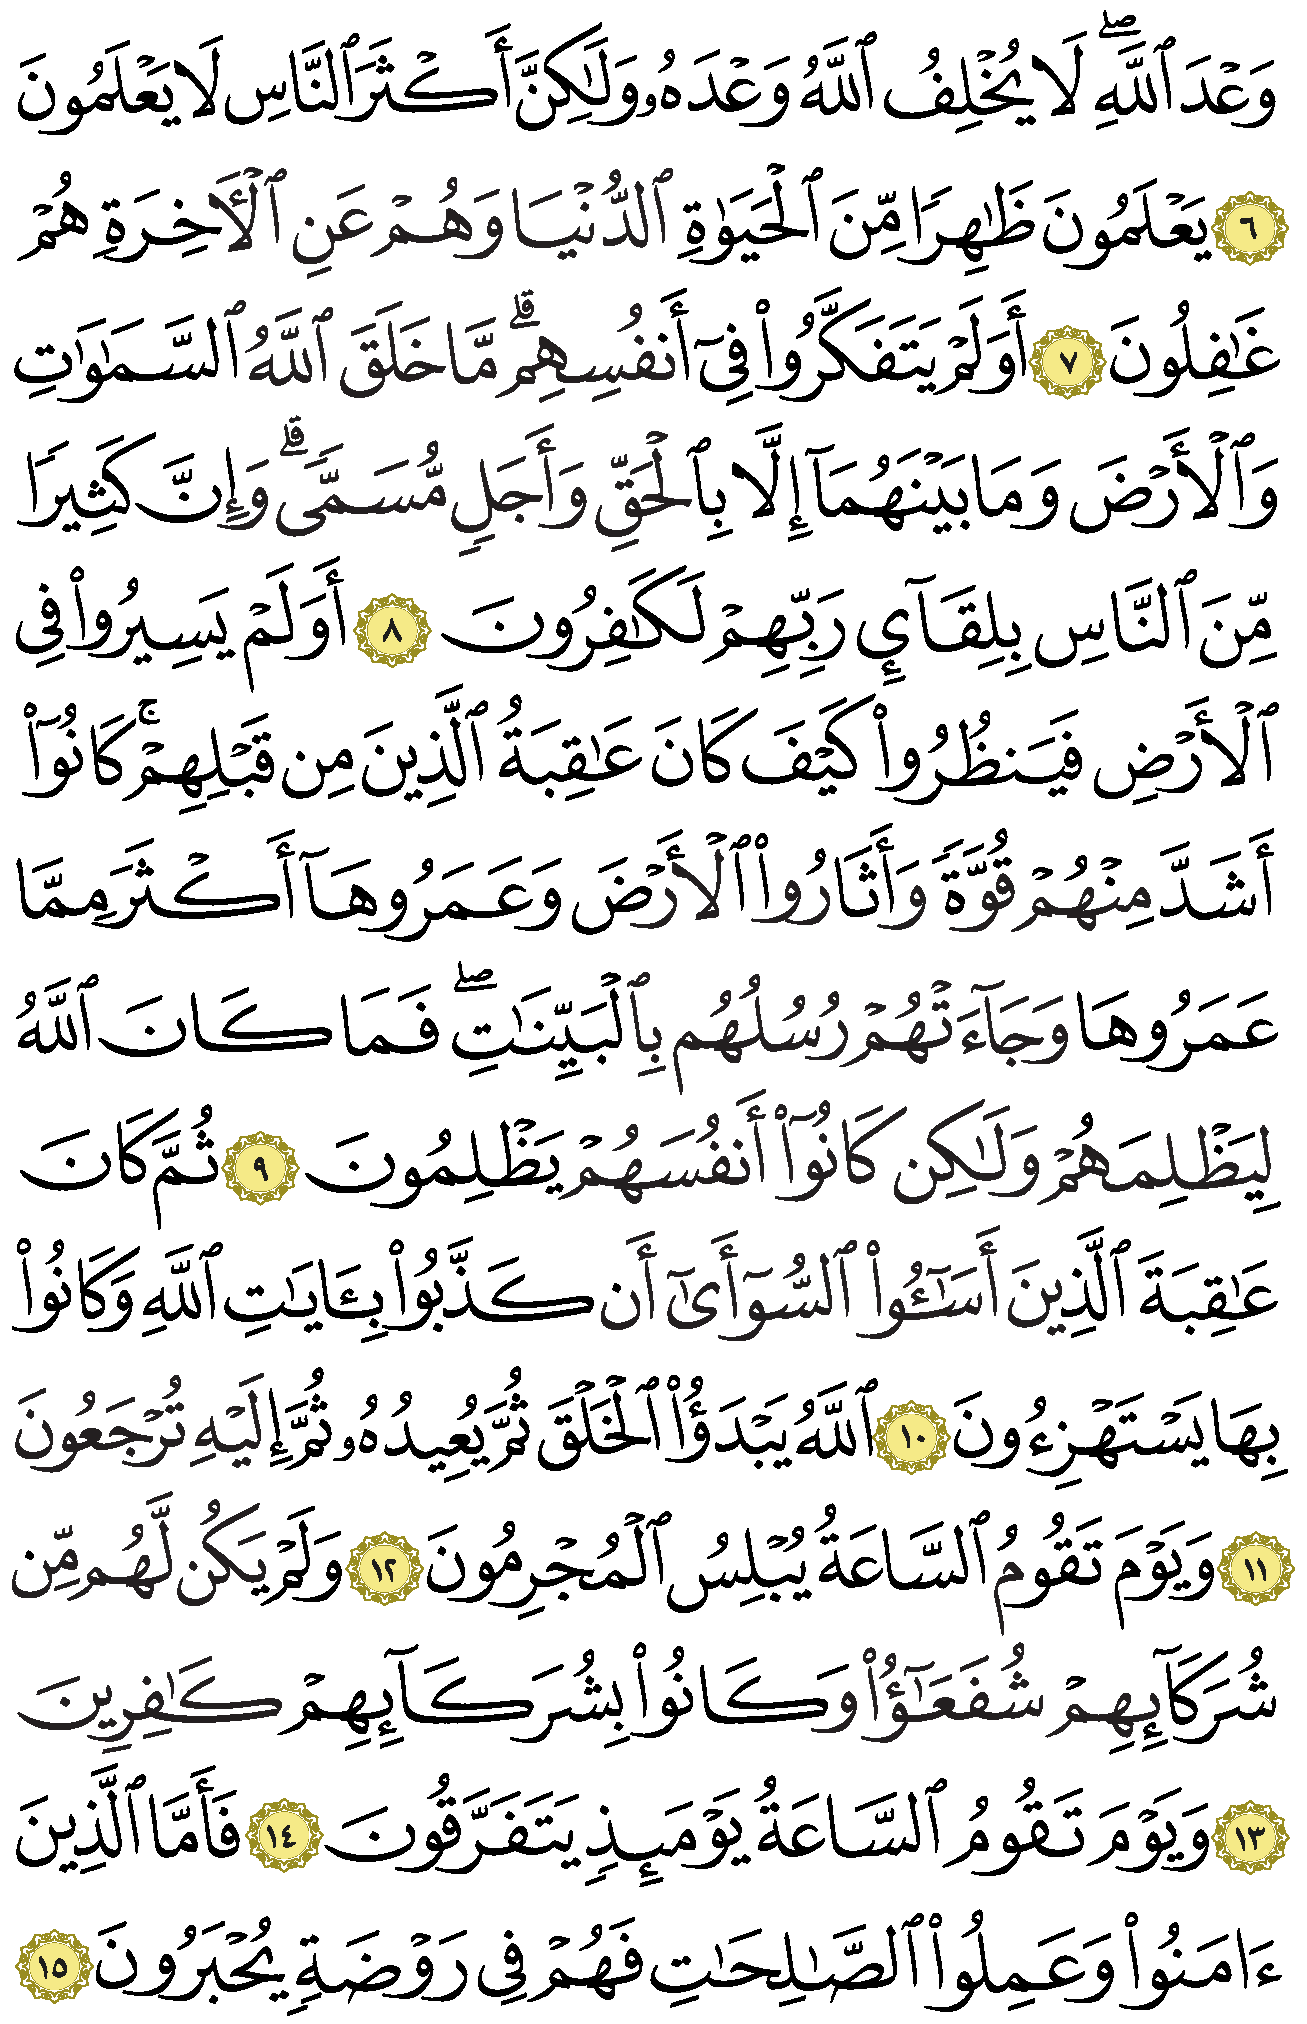 وَعْدَ ٱللَّهِۖ لَا يُخْلِفُ ٱللَّهُ وَعْدَهُۥ وَلَٰكِنَّ أَكْثَرَ ٱلنَّاسِ لَا يَعْلَمُونَ
٦ يَعْلَمُونَ ظَٰهِرًا مِّنَ ٱلْحَيَوٰةِ ٱلدُّنْيَا وَهُمْ عَنِ ٱلْأَخِرَةِ هُمْ
غَٰفِلُونَ ٧ أَوَلَمْ يَتَفَكَّرُوا۟ فِىٓ أَنفُسِهِمۗ مَّا خَلَقَ ٱللَّهُ ٱلسَّمَٰوَٰتِ
وَٱلْأَرْضَ وَمَا بَيْنَهُمَآ إِلَّا بِٱلْحَقِّ وَأَجَلٍ مُّسَمًّىۗ وَإِنَّ كَثِيرًا
مِّنَ ٱلنَّاسِ بِلِقَآئِ رَبِّهِمْ لَكَٰفِرُونَ ٨ أَوَلَمْ يَسِيرُوا۟ فِى
ٱلْأَرْضِ فَيَنظُرُوا۟ كَيْفَ كَانَ عَٰقِبَةُ ٱلَّذِينَ مِن قَبْلِهِمْۚ كَانُوٓا۟
أَشَدَّ مِنْهُمْ قُوَّةً وَأَثَارُوا۟ ٱلْأَرْضَ وَعَمَرُوهَآ أَكْثَرَ مِمَّا
عَمَرُوهَا وَجَآءَتْهُمْ رُسُلُهُم بِٱلْبَيِّنَٰتِۖ فَمَا كَانَ ٱللَّهُ
لِيَظْلِمَهُمْ وَلَٰكِن كَانُوٓا۟ أَنفُسَهُمْ يَظْلِمُونَ ٩ ثُمَّ كَانَ
عَٰقِبَةَ ٱلَّذِينَ أَسَٰٓـُٔوا۟ ٱلسُّوٓأَىٰٓ أَن كَذَّبُوا۟ بِـَٔايَٰتِ ٱللَّهِ وَكَانُوا۟
بِهَا يَسْتَهْزِءُونَ ١٠ ٱللَّهُ يَبْدَؤُا۟ ٱلْخَلْقَ ثُمَّ يُعِيدُهُۥ ثُمَّ إِلَيْهِ تُرْجَعُونَ
١١ وَيَوْمَ تَقُومُ ٱلسَّاعَةُ يُبْلِسُ ٱلْمُجْرِمُونَ ١٢ وَلَمْ يَكُن لَّهُم مِّن
شُرَكَآئِهِمْ شُفَعَٰٓؤُا۟ وَكَانُوا۟ بِشُرَكَآئِهِمْ كَٰفِرِينَ
١٣ وَيَوْمَ تَقُومُ ٱلسَّاعَةُ يَوْمَئِذٍ يَتَفَرَّقُونَ ١٤ فَأَمَّا ٱلَّذِينَ
ءَامَنُوا۟ وَعَمِلُوا۟ ٱلصَّٰلِحَٰتِ فَهُمْ فِى رَوْضَةٍ يُحْبَرُونَ ١٥